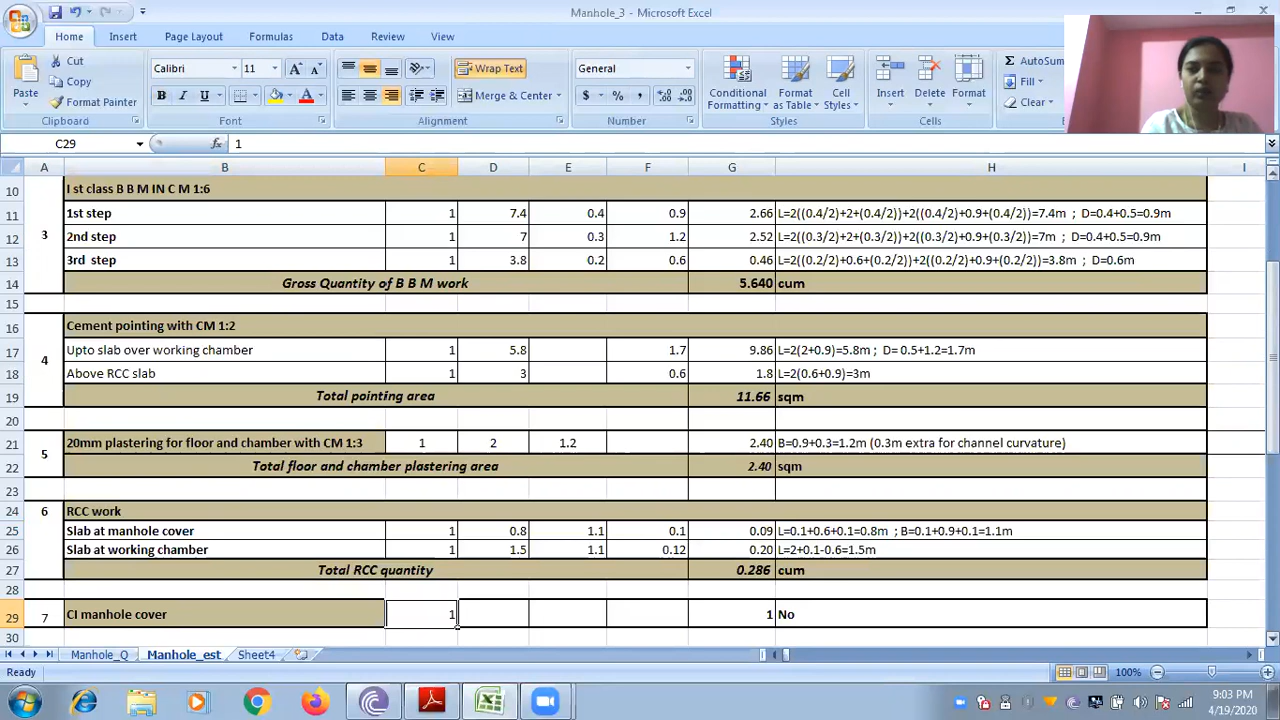 Manhole_3 - Microsoft Excel
Home Insert Page Layout Formulas Data Review View
Paste Cut Copy Format Painter Clipboard
Calibri 11 A A B I U A Font
Wrap Text Merge & Center Alignment
General $ % , Number
Conditional Formatting Format as Table Cell Styles Styles
Insert Delete Format Cells
AutoSum Fill Clear
C29 fx 1
A B C D E F G H I
10 I st class B B M IN C M 1:6
11 1st step 1 7.4 0.4 0.9 2.66 L=2((0.4/2)+2+(0.4/2))+2((0.4/2)+0.9+(0.4/2))=7.4m ; D=0.4+0.5=0.9m
12 3 2nd step 1 7 0.3 1.2 2.52 L=2((0.3/2)+2+(0.3/2))+2((0.3/2)+0.9+(0.3/2))=7m ; D=0.4+0.5=0.9m
13 3rd step 1 3.8 0.2 0.6 0.46 L=2((0.2/2)+0.6+(0.2/2))+2((0.2/2)+0.9+(0.2/2))=3.8m ; D=0.6m
14 Gross Quantity of B B M work 5.640 cum
15
16 Cement pointing with CM 1:2
17 4 Upto slab over working chamber 1 5.8 1.7 9.86 L=2(2+0.9)=5.8m ; D= 0.5+1.2=1.7m
18 Above RCC slab 1 3 0.6 1.8 L=2(0.6+0.9)=3m
19 Total pointing area 11.66 sqm
20
21 5 20mm plastering for floor and chamber with CM 1:3 1 2 1.2 2.40 B=0.9+0.3=1.2m (0.3m extra for channel curvature)
22 Total floor and chamber plastering area 2.40 sqm
23
24 6 RCC work
25 Slab at manhole cover 1 0.8 1.1 0.1 0.09 L=0.1+0.6+0.1=0.8m ; B=0.1+0.9+0.1=1.1m
26 Slab at working chamber 1 1.5 1.1 0.12 0.20 L=2+0.1-0.6=1.5m
27 Total RCC quantity 0.286 cum
28
29 7 CI manhole cover 1 1 No
30
Manhole_Q Manhole_est Sheet4
Ready 100%
9:03 PM
4/19/2020